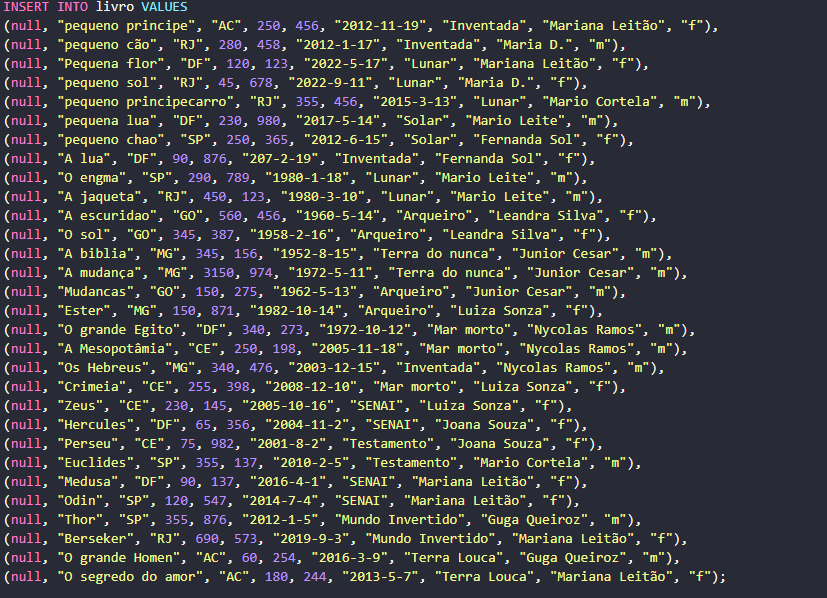 INSERT INTO livro VALUES
(null, "pequeno principe", "AC", 250, 456, "2012-11-19", "Inventada", "Mariana Leitão", "f"),
(null, "pequeno cão", "RJ", 280, 458, "2012-1-17", "Inventada", "Maria D.", "m"),
(null, "Pequena flor", "DF", 120, 123, "2022-5-17", "Lunar", "Mariana Leitão", "f"),
(null, "pequeno sol", "RJ", 45, 678, "2022-9-11", "Lunar", "Maria D.", "f"),
(null, "pequeno principecarro", "RJ", 355, 456, "2015-3-13", "Lunar", "Mario Cortela", "m"),
(null, "pequena lua", "DF", 230, 980, "2017-5-14", "Solar", "Mario Leite", "m"),
(null, "pequeno chao", "SP", 250, 365, "2012-6-15", "Solar", "Fernanda Sol", "f"),
(null, "A lua", "DF", 90, 876, "207-2-19", "Inventada", "Fernanda Sol", "f"),
(null, "O engma", "SP", 290, 789, "1980-1-18", "Lunar", "Mario Leite", "m"),
(null, "A jaqueta", "RJ", 450, 123, "1980-3-10", "Lunar", "Mario Leite", "m"),
(null, "A escuridao", "GO", 560, 456, "1960-5-14", "Arqueiro", "Leandra Silva", "f"),
(null, "O sol", "GO", 345, 387, "1958-2-16", "Arqueiro", "Leandra Silva", "f"),
(null, "A biblia", "MG", 345, 156, "1952-8-15", "Terra do nunca", "Junior Cesar", "m"),
(null, "A mudança", "MG", 3150, 974, "1972-5-11", "Terra do nunca", "Junior Cesar", "m"),
(null, "Mudancas", "GO", 150, 275, "1962-5-13", "Arqueiro", "Junior Cesar", "m"),
(null, "Ester", "MG", 150, 871, "1982-10-14", "Arqueiro", "Luiza Sonza", "f"),
(null, "O grande Egito", "DF", 340, 273, "1972-10-12", "Mar morto", "Nycolas Ramos", "m"),
(null, "A Mesopotâmia", "CE", 250, 198, "2005-11-18", "Mar morto", "Nycolas Ramos", "m"),
(null, "Os Hebreus", "MG", 340, 476, "2003-12-15", "Inventada", "Nycolas Ramos", "m"),
(null, "Crimeia", "CE", 255, 398, "2008-12-10", "Mar morto", "Luiza Sonza", "f"),
(null, "Zeus", "CE", 230, 145, "2005-10-16", "SENAI", "Luiza Sonza", "f"),
(null, "Hercules", "DF", 65, 356, "2004-11-2", "SENAI", "Joana Souza", "f"),
(null, "Perseu", "CE", 75, 982, "2001-8-2", "Testamento", "Joana Souza", "f"),
(null, "Euclides", "SP", 355, 137, "2010-2-5", "Testamento", "Mario Cortela", "m"),
(null, "Medusa", "DF", 90, 137, "2016-4-1", "SENAI", "Mariana Leitão", "f"),
(null, "Odin", "SP", 120, 547, "2014-7-4", "SENAI", "Mariana Leitão", "f"),
(null, "Thor", "SP", 355, 876, "2012-1-5", "Mundo Invertido", "Guga Queiroz", "m"),
(null, "Berseker", "RJ", 690, 573, "2019-9-3", "Mundo Invertido", "Mariana Leitão", "f"),
(null, "O grande Homen", "AC", 60, 254, "2016-3-9", "Terra Louca", "Guga Queiroz", "m"),
(null, "O segredo do amor", "AC", 180, 244, "2013-5-7", "Terra Louca", "Mariana Leitão", "f");